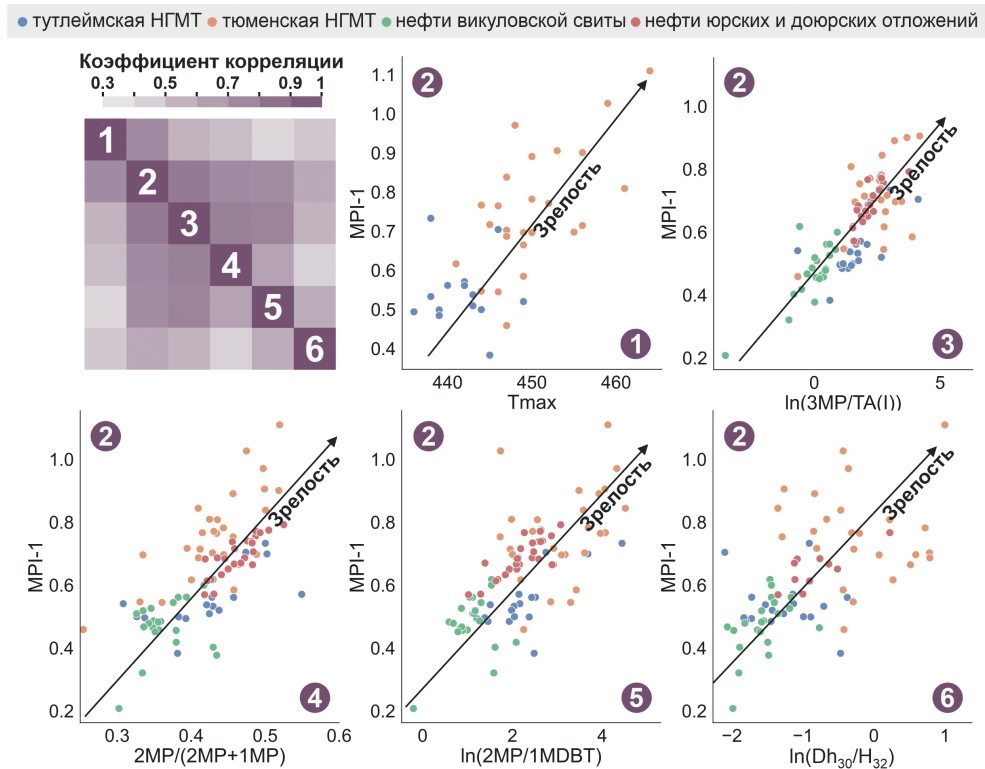 тутлеймская НГМТ тюменская НГМТ нефти викуловской свиты нефти юрских и доюрских отложений
Коэффициент корреляции
0.3 0.5 0.7 0.9 1
1
2
3
4
5
6
2
1.1
1.0
0.9
0.8
0.7
0.6
0.5
0.4
MPI-1
Зрелость
1
440 450 460
Tmax
2
1.0
0.8
0.6
0.4
0.2
MPI-1
Зрелость
3
0 5
ln(3MP/TA(I))
2
1.0
0.8
0.6
0.4
0.2
MPI-1
Зрелость
4
0.3 0.4 0.5 0.6
2MP/(2MP+1MP)
2
1.0
0.8
0.6
0.4
0.2
MPI-1
Зрелость
5
0 2 4
ln(2MP/1MDBT)
2
1.0
0.8
0.6
0.4
0.2
MPI-1
Зрелость
6
−2 −1 0 1
ln(Dh30/H32)